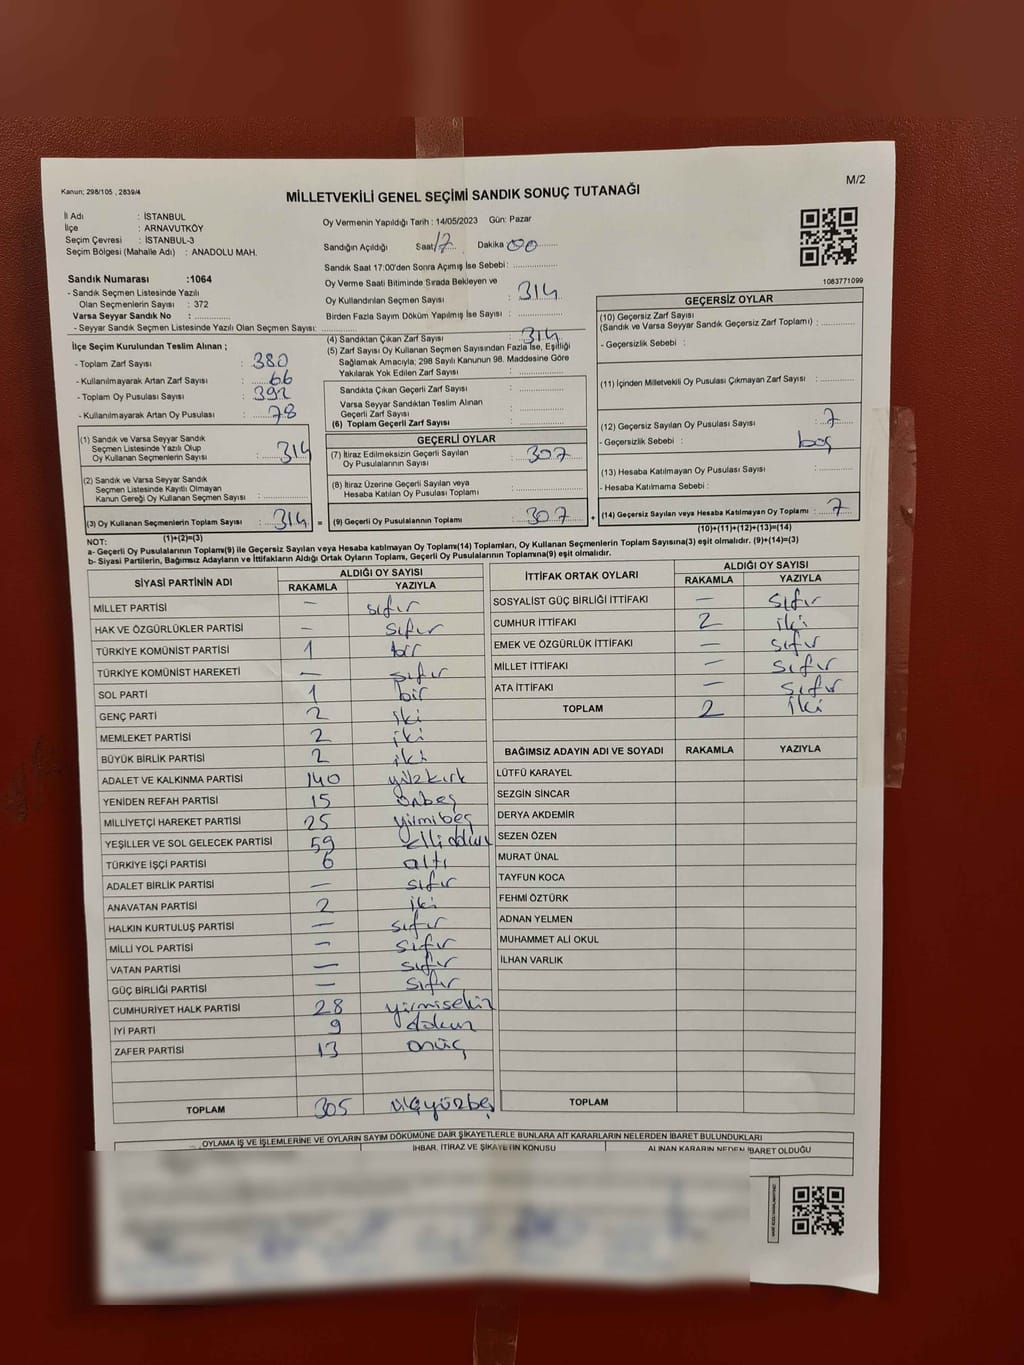 M/2
Kanun; 298/105 , 2839/4
MİLLETVEKİLİ GENEL SEÇİMİ SANDIK SONUÇ TUTANAĞI
İl Adı : İSTANBUL
İlçe : ARNAVUTKÖY
Seçim Çevresi : İSTANBUL-3
Seçim Bölgesi (Mahalle Adı) : ANADOLU MAH.
Sandık Numarası :1064
- Sandık Seçmen Listesinde Yazılı
Olan Seçmenlerin Sayısı : 372
Varsa Seyyar Sandık No :
- Seyyar Sandık Seçmen Listesinde Yazılı Olan Seçmen Sayısı:
Oy Vermenin Yapıldığı Tarih : 14/05/2023 Gün: Pazar
Sandığın Açıldığı Saat 17 Dakika 00
Sandık Saat 17:00'den Sonra Açımış İse Sebebi:
Oy Verme Saati Bitiminde Sırada Bekleyen ve
Oy Kullandırılan Seçmen Sayısı : 314
Birden Fazla Sayım Döküm Yapılmış İse Sayısı :
1083771099
İlçe Seçim Kurulundan Teslim Alınan ;
- Toplam Zarf Sayısı : 380
- Kullanılmayarak Artan Zarf Sayısı : 66
- Toplam Oy Pusulası Sayısı : 392
- Kullanılmayarak Artan Oy Pusulası : 78
(1) Sandık ve Varsa Seyyar Sandık
Seçmen Listesinde Yazılı Olup
Oy Kullanan Seçmenlerin Sayısı : 314
(2) Sandık ve Varsa Seyyar Sandık
Seçmen Listesinde Kayıtlı Olmayan
Kanun Gereği Oy Kullanan Seçmen Sayısı :
(3) Oy Kullanan Seçmenlerin Toplam Sayısı : 314 =
(1)+(2)=(3)
(4) Sandıktan Çıkan Zarf Sayısı : 314
(5) Zarf Sayısı Oy Kullanan Seçmen Sayısından Fazla İse, Eşitliği
Sağlamak Amacıyla; 298 Sayılı Kanunun 98. Maddesine Göre
Yakılarak Yok Edilen Zarf Sayısı :
Sandıkta Çıkan Geçerli Zarf Sayısı :
Varsa Seyyar Sandıktan Teslim Alınan
Geçerli Zarf Sayısı :
(6) Toplam Geçerli Zarf Sayısı :
GEÇERLİ OYLAR
(7) İtiraz Edilmeksizin Geçerli Sayılan
Oy Pusulalarının Sayısı : 307
(8) İtiraz Üzerine Geçerli Sayılan veya
Hesaba Katılan Oy Pusulası Toplamı :
(9) Geçerli Oy Pusulalarının Toplamı : 307 +
GEÇERSİZ OYLAR
(10) Geçersiz Zarf Sayısı
(Sandık ve Varsa Seyyar Sandık Geçersiz Zarf Toplamı) :
- Geçersizlik Sebebi :
(11) İçinden Milletvekili Oy Pusulası Çıkmayan Zarf Sayısı :
(12) Geçersiz Sayılan Oy Pusulası Sayısı : 7
- Geçersizlik Sebebi : boş
(13) Hesaba Katılmayan Oy Pusulası Sayısı :
- Hesaba Katılmama Sebebi :
(14) Geçersiz Sayılan veya Hesaba Katılmayan Oy Toplamı : 7
(10)+(11)+(12)+(13)=(14)
NOT:
a- Geçerli Oy Pusulalarının Toplamı(9) ile Geçersiz Sayılan veya Hesaba katılmayan Oy Toplamı(14) Toplamları, Oy Kullanan Seçmenlerin Toplam Sayısına(3) eşit olmalıdır. (9)+(14)=(3)
b- Siyasi Partilerin, Bağımsız Adayların ve İttifakların Aldığı Ortak Oyların Toplamı, Geçerli Oy Pusulalarının Toplamına(9) eşit olmalıdır.
SİYASİ PARTİNİN ADI ALDIĞI OY SAYISI
RAKAMLA YAZIYLA
MİLLET PARTİSİ — sıfır
HAK VE ÖZGÜRLÜKLER PARTİSİ — sıfır
TÜRKİYE KOMÜNİST PARTİSİ 1 bir
TÜRKİYE KOMÜNİST HAREKETİ — sıfır
SOL PARTİ 1 bir
GENÇ PARTİ 2 iki
MEMLEKET PARTİSİ 2 iki
BÜYÜK BİRLİK PARTİSİ 2 iki
ADALET VE KALKINMA PARTİSİ 140 yüzkırk
YENİDEN REFAH PARTİSİ 15 onbeş
MİLLİYETÇİ HAREKET PARTİSİ 25 yirmibeş
YEŞİLLER VE SOL GELECEK PARTİSİ 59 ellidokuz
TÜRKİYE İŞÇİ PARTİSİ 6 altı
ADALET BİRLİK PARTİSİ — sıfır
ANAVATAN PARTİSİ 2 iki
HALKIN KURTULUŞ PARTİSİ — sıfır
MİLLİ YOL PARTİSİ — sıfır
VATAN PARTİSİ — sıfır
GÜÇ BİRLİĞİ PARTİSİ — sıfır
CUMHURİYET HALK PARTİSİ 28 yirmisekiz
İYİ PARTİ 9 dokuz
ZAFER PARTİSİ 13 onüç
TOPLAM 305 üçyüzbeş
İTTİFAK ORTAK OYLARI ALDIĞI OY SAYISI
RAKAMLA YAZIYLA
SOSYALİST GÜÇ BİRLİĞİ İTTİFAKI — sıfır
CUMHUR İTTİFAKI 2 iki
EMEK VE ÖZGÜRLÜK İTTİFAKI — sıfır
MİLLET İTTİFAKI — sıfır
ATA İTTİFAKI — sıfır
TOPLAM 2 iki
BAĞIMSIZ ADAYIN ADI VE SOYADI RAKAMLA YAZIYLA
LÜTFÜ KARAYEL
SEZGİN SİNCAR
DERYA AKDEMİR
SEZEN ÖZEN
MURAT ÜNAL
TAYFUN KOCA
FEHMİ ÖZTÜRK
ADNAN YELMEN
MUHAMMET ALİ OKUL
İLHAN VARLIK
TOPLAM
OYLAMA İŞ VE İŞLEMLERİNE VE OYLARIN SAYIM DÖKÜMÜNE DAİR ŞİKAYETLERLE BUNLARA AİT KARARLARIN NELERDEN İBARET BULUNDUKLARI
İHBAR, İTİRAZ VE ŞİKAYETİN KONUSU ALINAN KARARIN NEDEN İBARET OLDUĞU